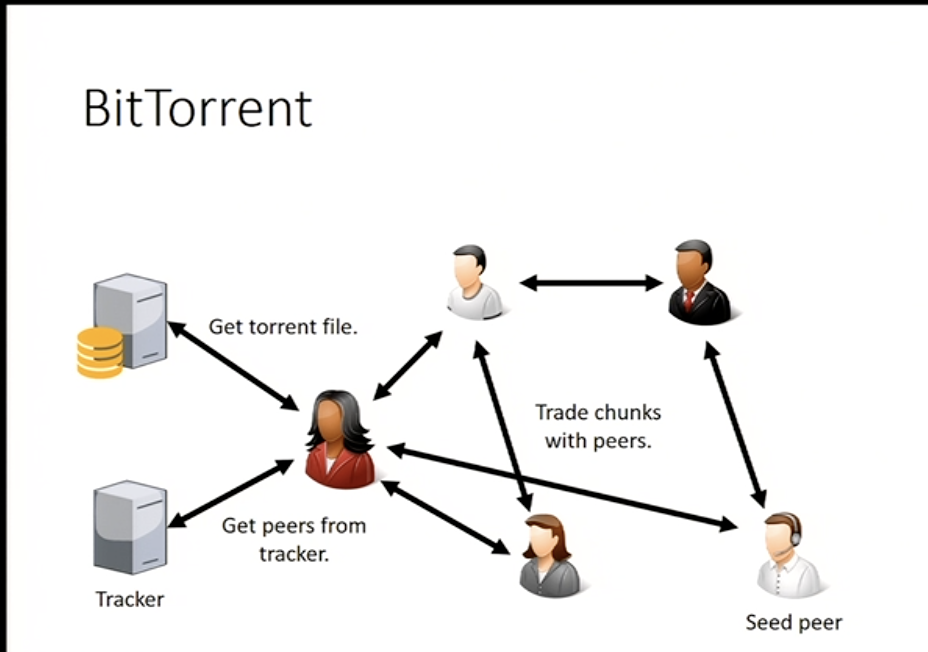 BitTorrent
Get torrent file.
Trade chunks
with peers.
Get peers from
tracker.
Tracker
Seed peer